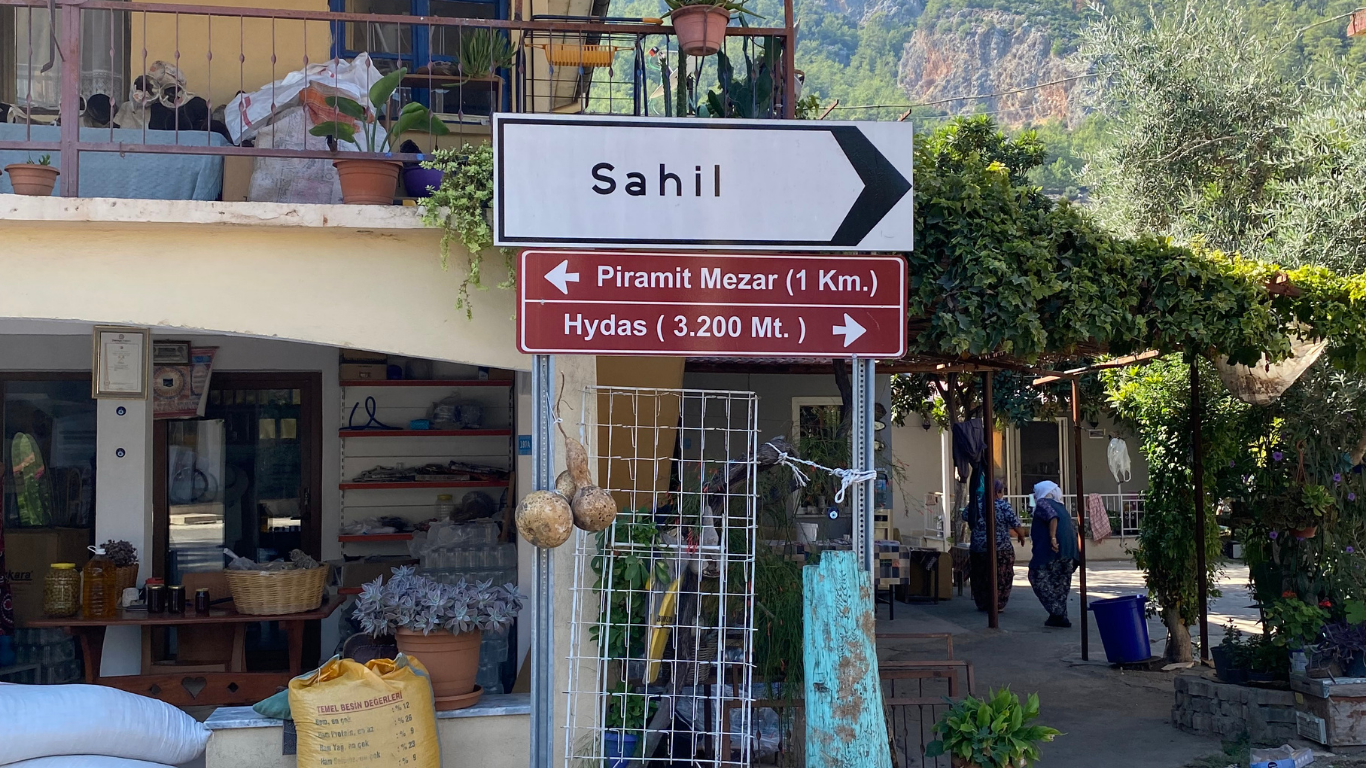 Sahil
Piramit Mezar (1 Km.)
Hydas ( 3.200 Mt. )
TEMEL BESİN DEĞERLERİ